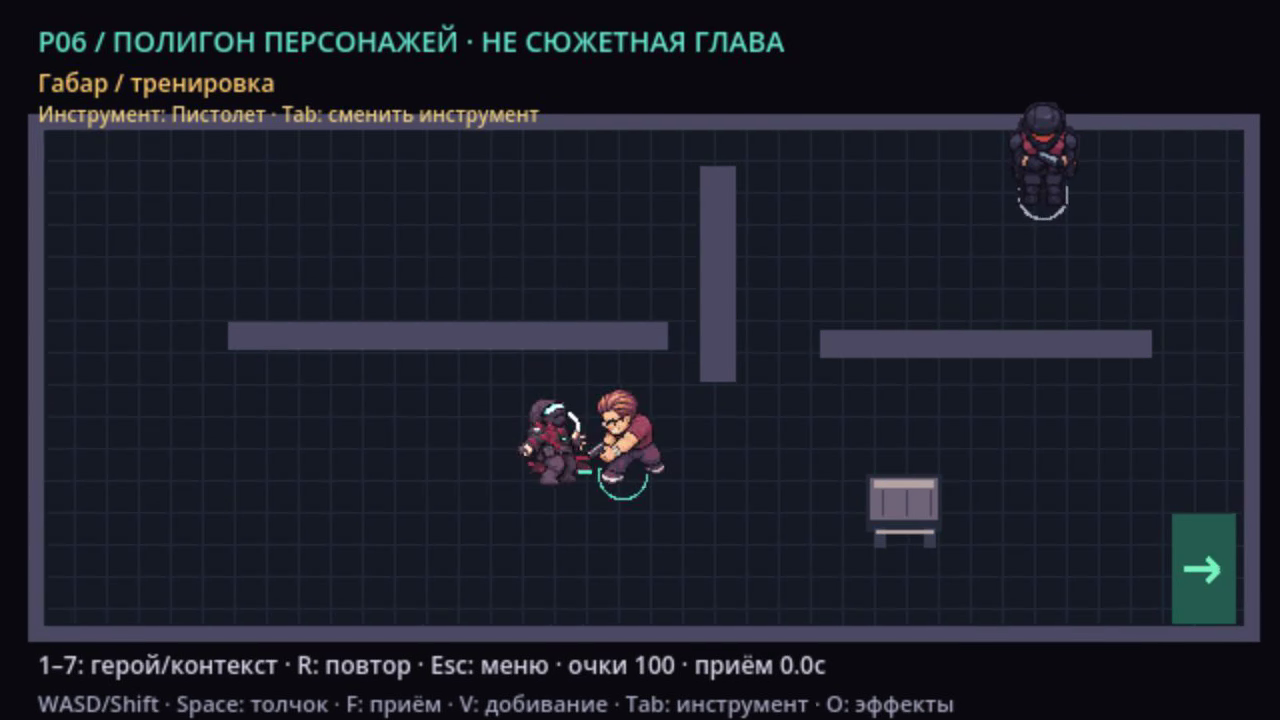 P06 / ПОЛИГОН ПЕРСОНАЖЕЙ · НЕ СЮЖЕТНАЯ ГЛАВА
Габар / тренировка
Инструмент: Пистолет · Tab: сменить инструмент
→
1–7: герой/контекст · R: повтор · Esc: меню · очки 100 · приём 0.0с
WASD/Shift · Space: толчок · F: приём · V: добивание · Tab: инструмент · O: эффекты